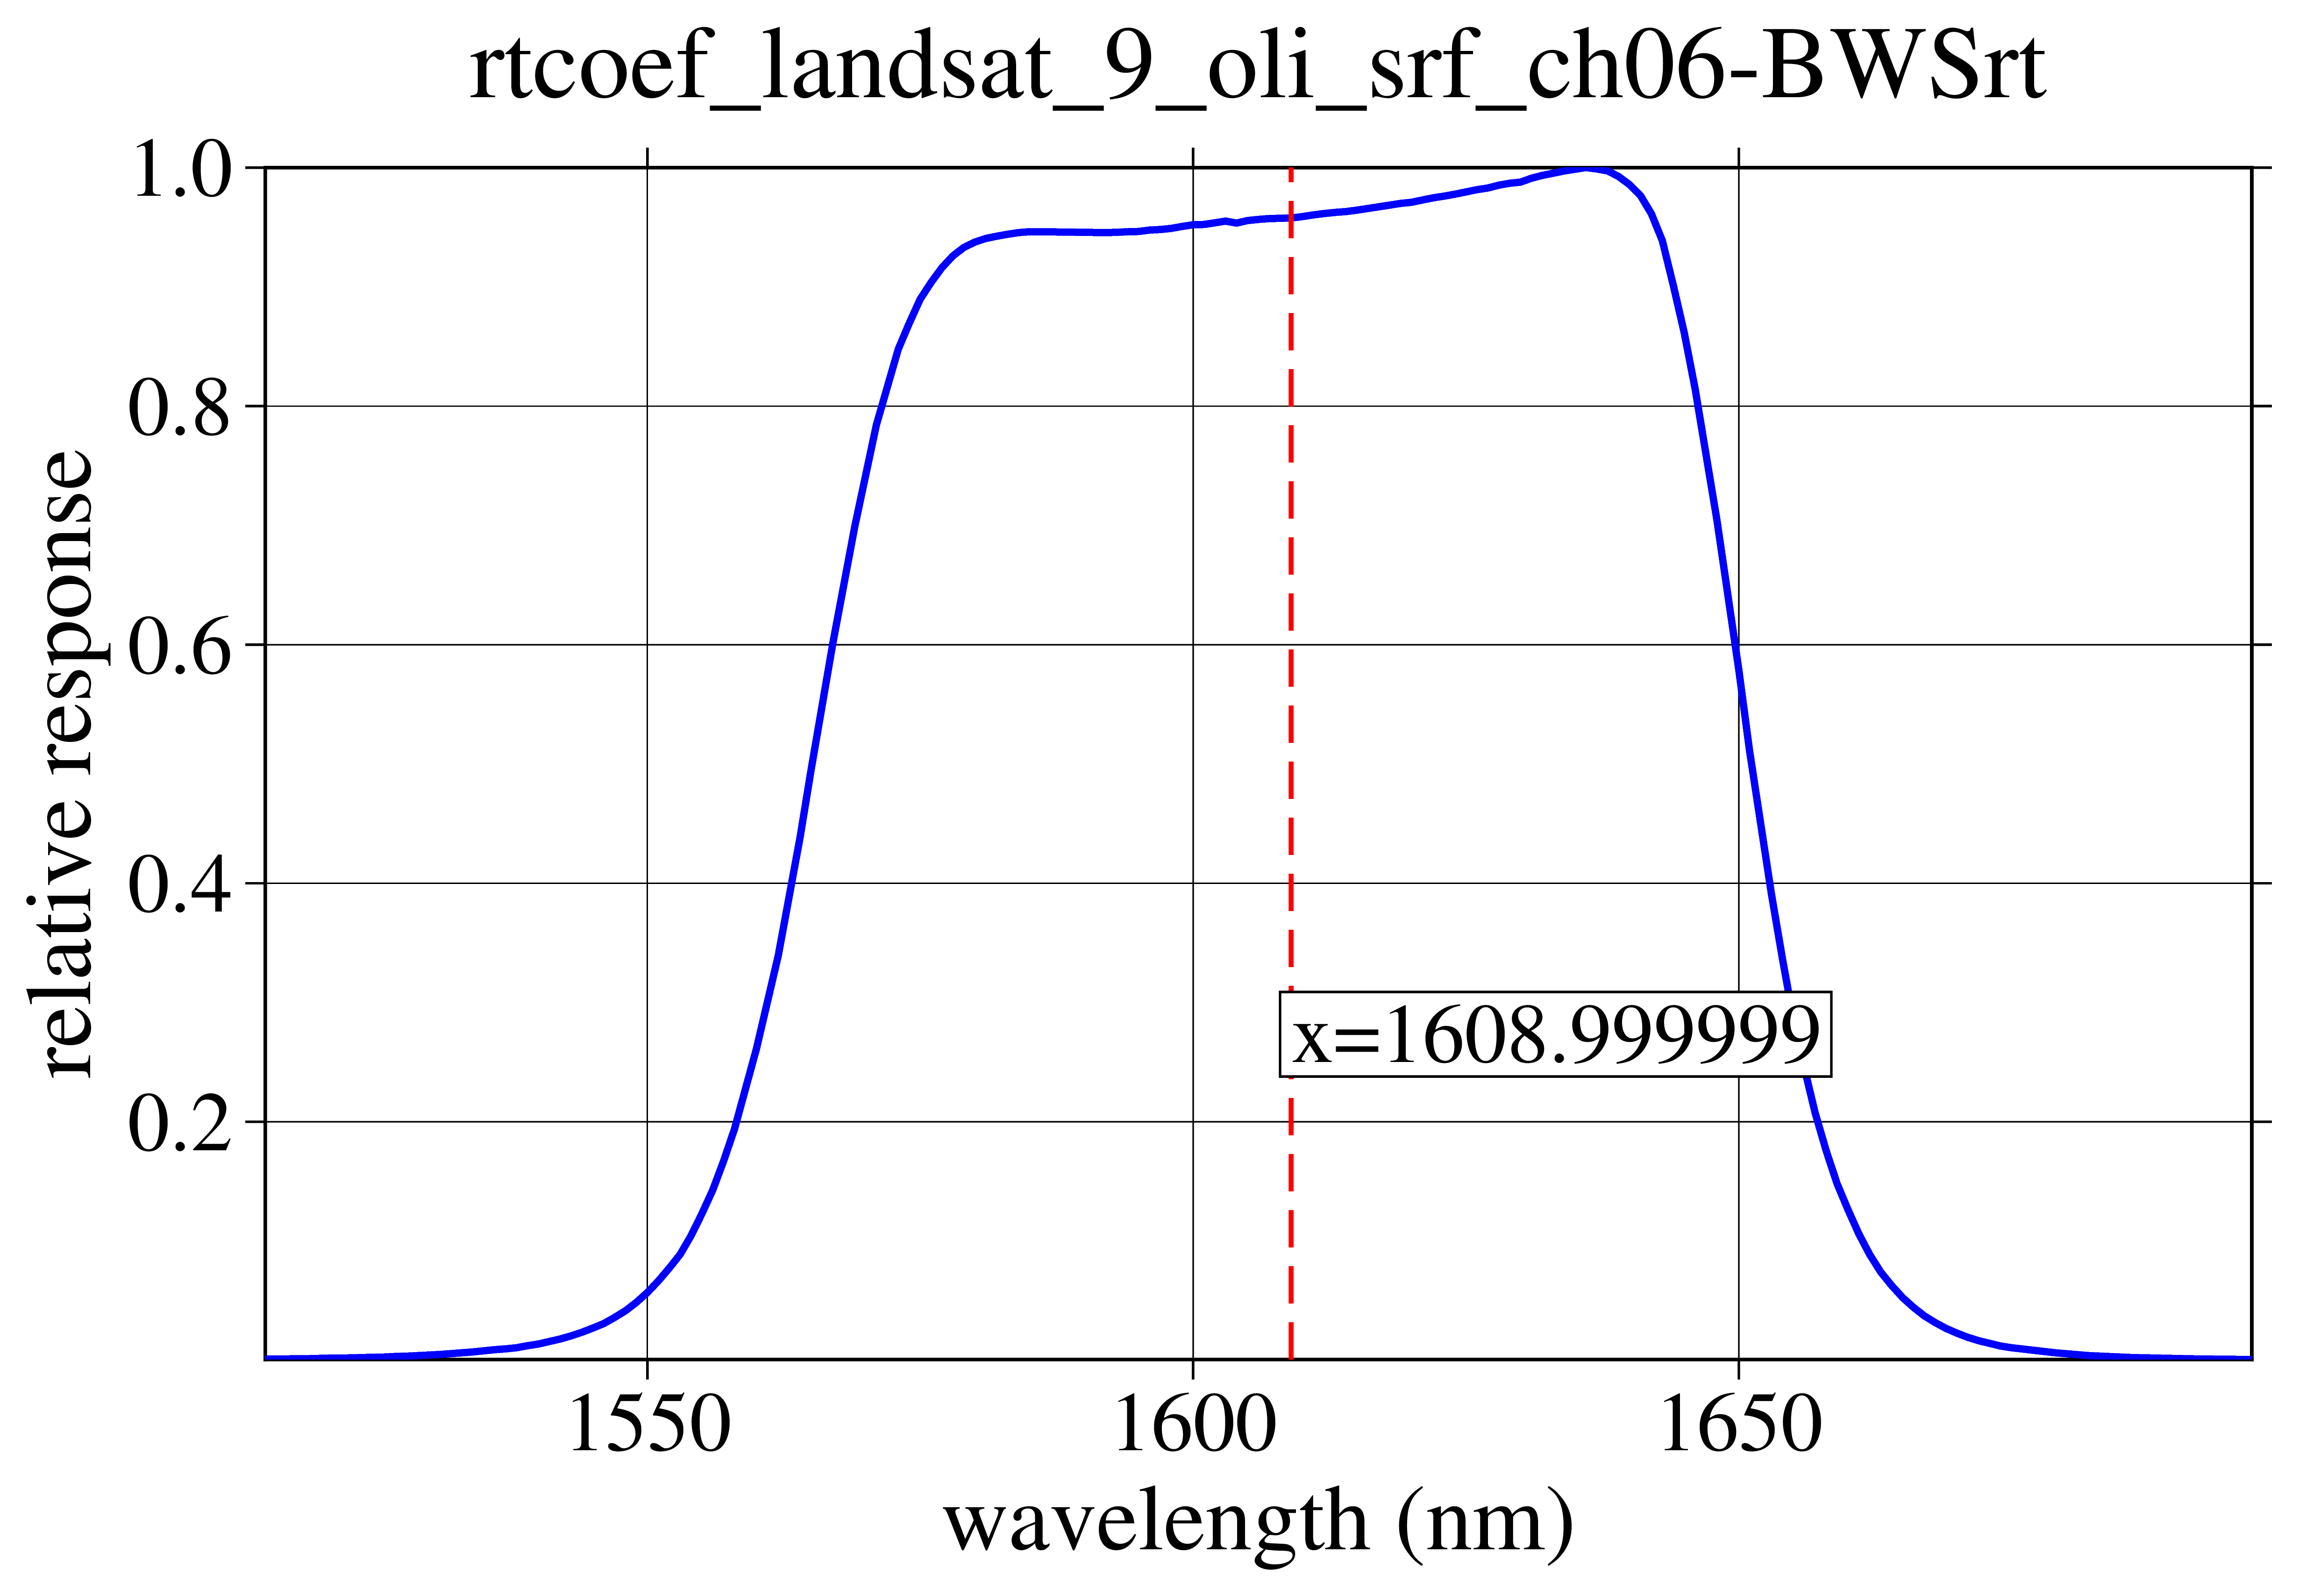 rtcoef_landsat_9_oli_srf_ch06-BWSrt
1.0
0.8
0.6
0.4
0.2
relative response
x=1608.999999
1550 1600 1650
wavelength (nm)